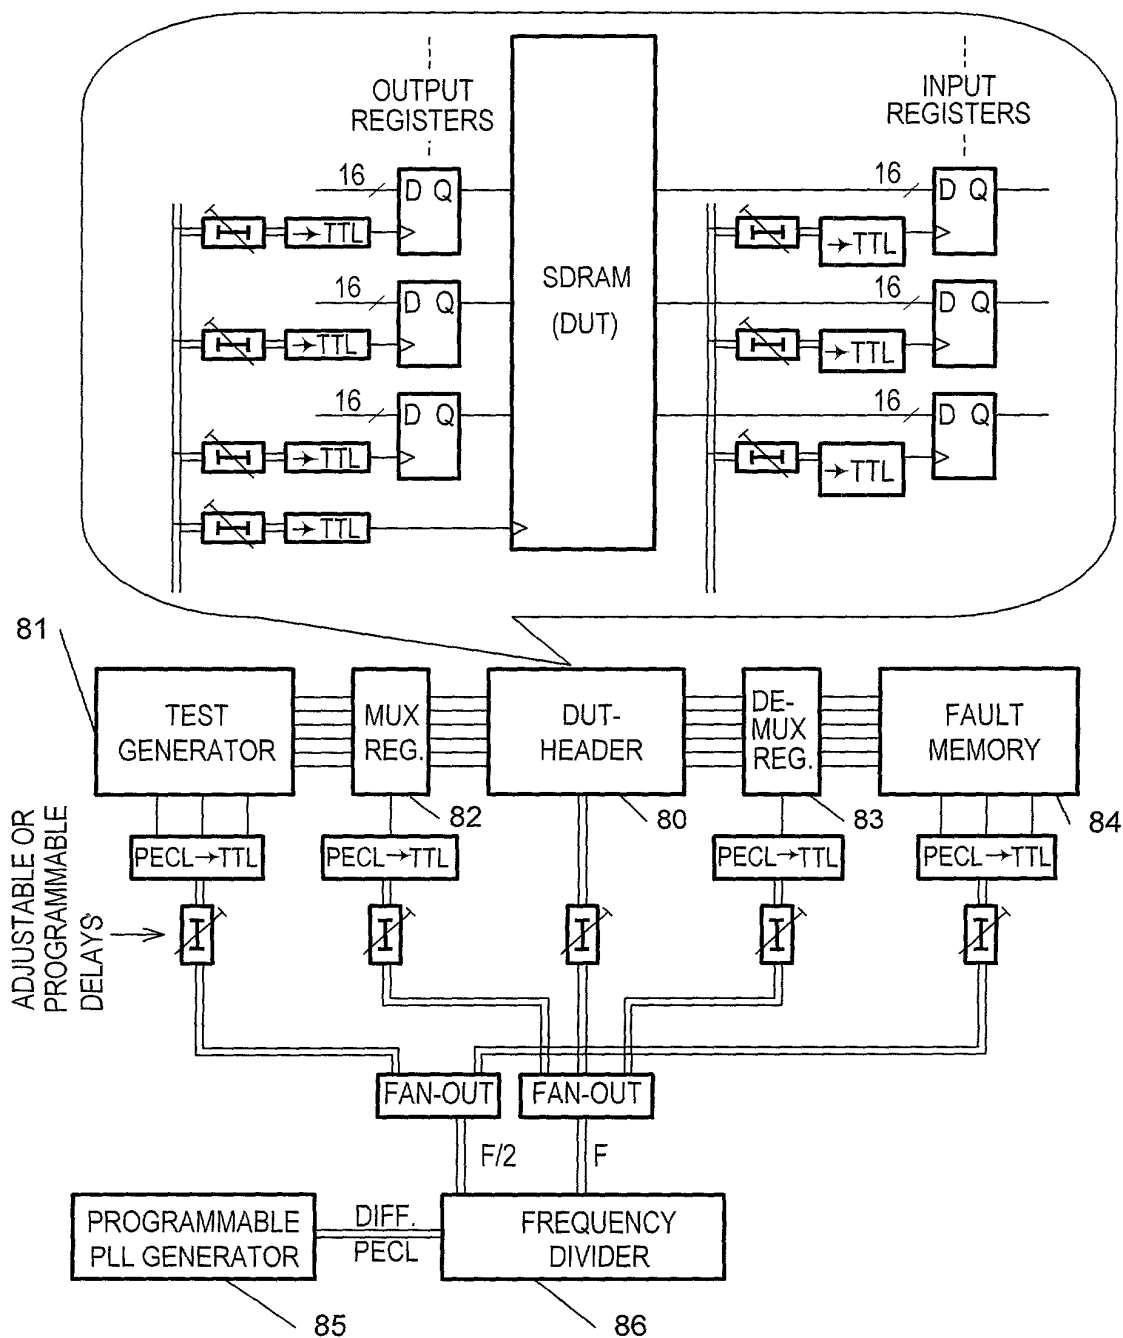 OUTPUT
REGISTERS
INPUT
REGISTERS
16
D Q
16
D Q
→TTL
→TTL
SDRAM
(DUT)
16
D Q
16
D Q
→TTL
→TTL
16
D Q
16
D Q
→TTL
→TTL
→TTL
81
TEST
GENERATOR
MUX
REG.
DUT-
HEADER
DE-
MUX
REG.
FAULT
MEMORY
82
80
83
84
PECL→TTL
PECL→TTL
PECL→TTL
PECL→TTL
ADJUSTABLE OR
PROGRAMMABLE
DELAYS
FAN-OUT
FAN-OUT
F/2
F
PROGRAMMABLE
PLL GENERATOR
DIFF.
PECL
FREQUENCY
DIVIDER
85
86